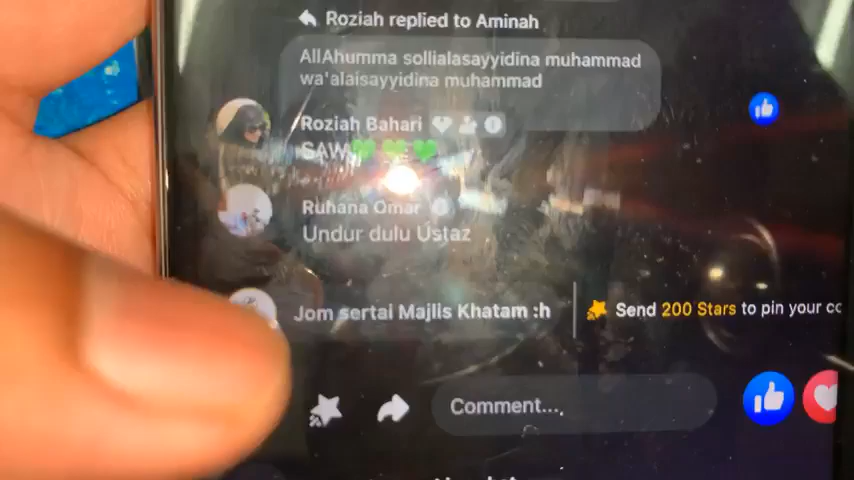 Roziah replied to Aminah
AllAhumma sollialasayyidina muhammad
wa'alaisayyidina muhammad
Roziah Bahari
SAW
Ruhana Omar
Undur dulu Ustaz
Jom sertai Majlis Khatam :h
Send 200 Stars to pin your co
Comment...